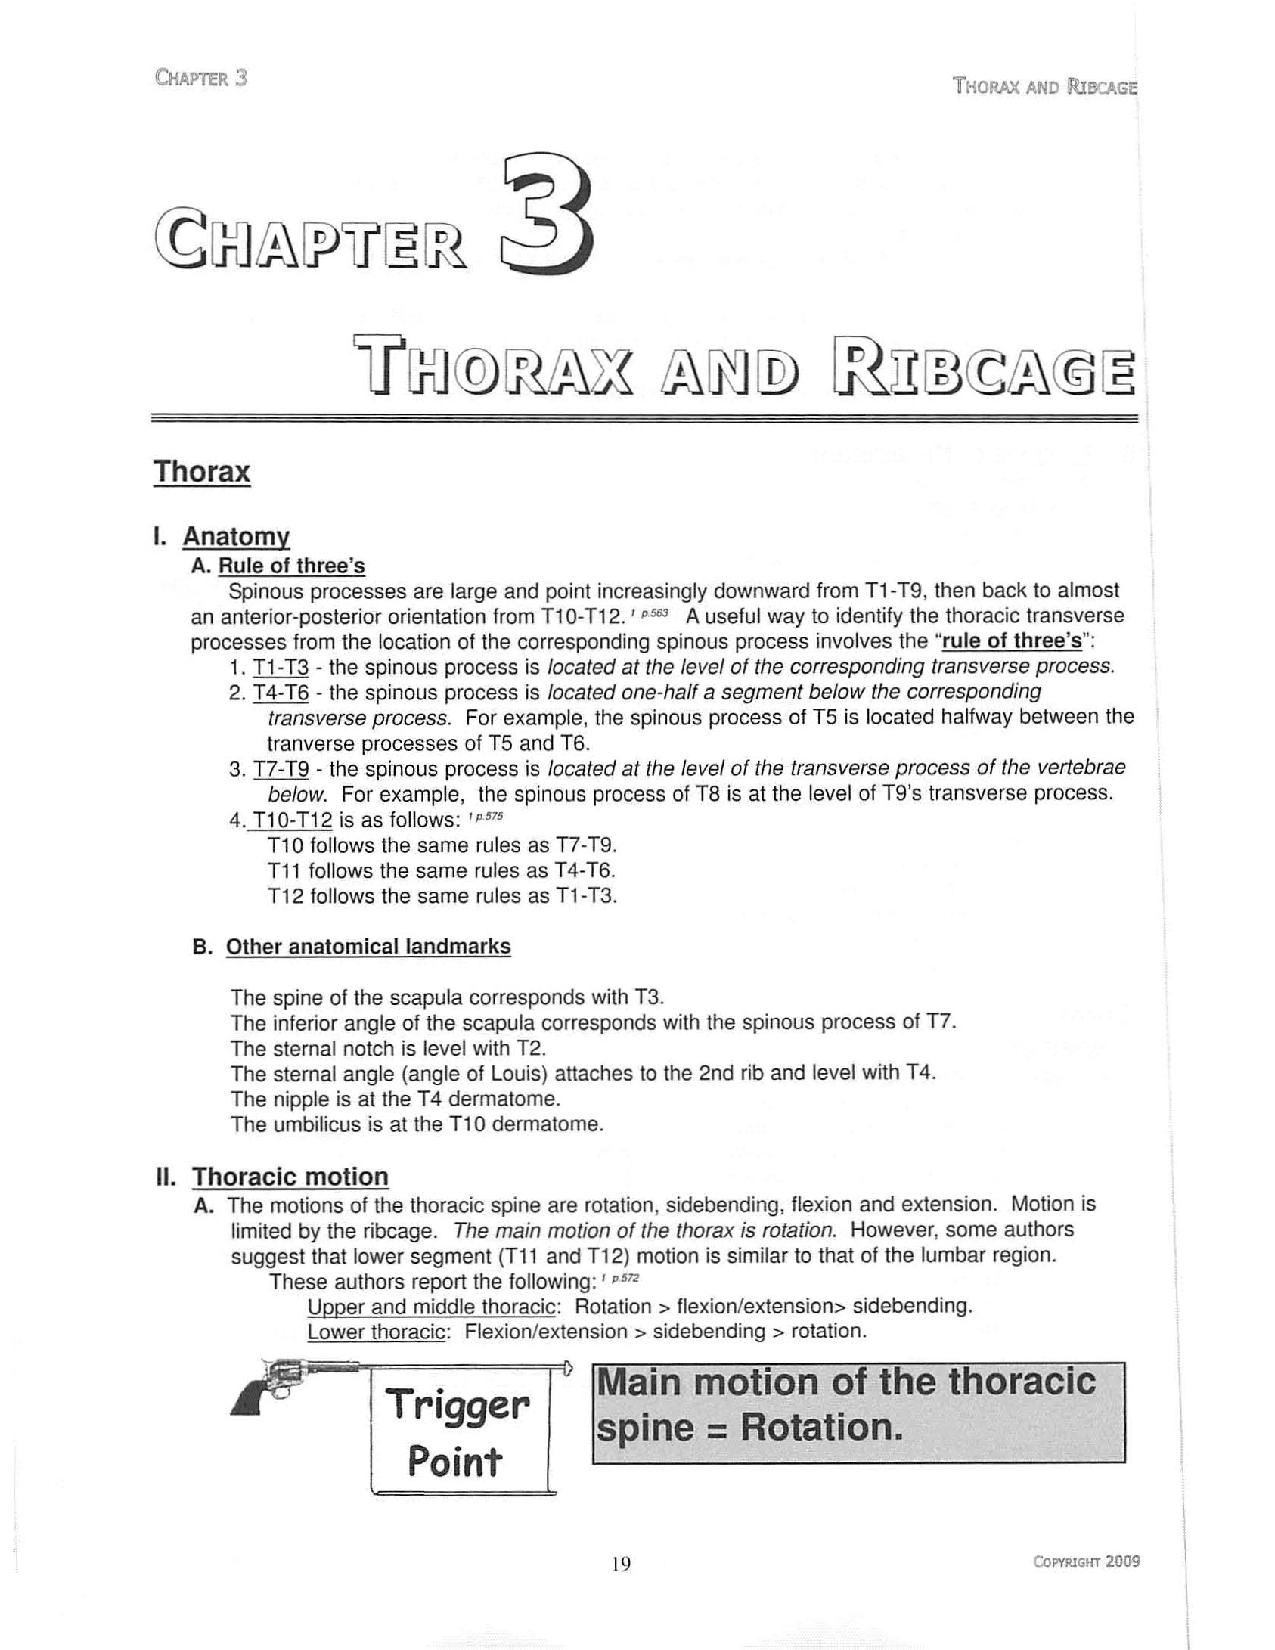 CHAPTER 3
THORAX AND RIBCAGE
CHAPTER 3
THORAX AND RIBCAGE
Thorax
I. Anatomy
A. Rule of three's
Spinous processes are large and point increasingly downward from T1-T9, then back to almost
an anterior-posterior orientation from T10-T12. 1 p.563 A useful way to identify the thoracic transverse
processes from the location of the corresponding spinous process involves the "rule of three's":
1. T1-T3 - the spinous process is located at the level of the corresponding transverse process.
2. T4-T6 - the spinous process is located one-half a segment below the corresponding
transverse process. For example, the spinous process of T5 is located halfway between the
tranverse processes of T5 and T6.
3. T7-T9 - the spinous process is located at the level of the transverse process of the vertebrae
below. For example, the spinous process of T8 is at the level of T9's transverse process.
4. T10-T12 is as follows: 1 p.575
T10 follows the same rules as T7-T9.
T11 follows the same rules as T4-T6.
T12 follows the same rules as T1-T3.
B. Other anatomical landmarks
The spine of the scapula corresponds with T3.
The inferior angle of the scapula corresponds with the spinous process of T7.
The sternal notch is level with T2.
The sternal angle (angle of Louis) attaches to the 2nd rib and level with T4.
The nipple is at the T4 dermatome.
The umbilicus is at the T10 dermatome.
II. Thoracic motion
A. The motions of the thoracic spine are rotation, sidebending, flexion and extension. Motion is
limited by the ribcage. The main motion of the thorax is rotation. However, some authors
suggest that lower segment (T11 and T12) motion is similar to that of the lumbar region.
These authors report the following: 1 p.572
Upper and middle thoracic: Rotation > flexion/extension> sidebending.
Lower thoracic: Flexion/extension > sidebending > rotation.
Trigger
Point
Main motion of the thoracic
spine = Rotation.
19
COPYRIGHT 2009